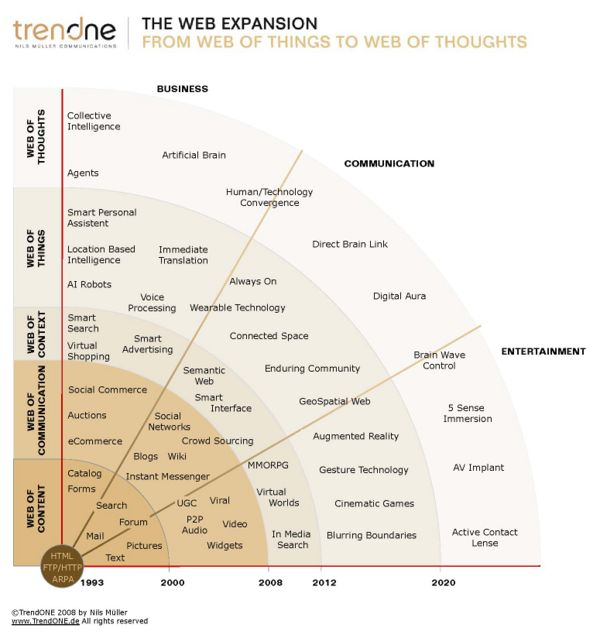 trendone
NILS MÜLLER COMMUNICATIONS
THE WEB EXPANSION
FROM WEB OF THINGS TO WEB OF THOUGHTS
BUSINESS
COMMUNICATION
ENTERTAINMENT
WEB OF
THOUGHTS
Collective
Intelligence
Artificial Brain
Agents
Human/Technology
Convergence
Direct Brain Link
Digital Aura
Brain Wave
Control
5 Sense
Immersion
AV Implant
Active Contact
Lense
WEB OF
THINGS
Smart Personal
Assistent
Location Based
Intelligence
Immediate
Translation
AI Robots
Voice
Processing
Always On
Wearable Technology
Connected Space
Enduring Community
GeoSpatial Web
Augmented Reality
Gesture Technology
Cinematic Games
Blurring Boundaries
WEB OF
CONTEXT
Smart
Search
Virtual
Shopping
Smart
Advertising
Semantic
Web
Smart
Interface
MMORPG
Virtual
Worlds
In Media
Search
WEB OF
COMMUNICATION
Social Commerce
Auctions
eCommerce
Social
Networks
Crowd Sourcing
Blogs
Wiki
Instant Messenger
UGC
Viral
P2P
Audio
Video
Widgets
WEB OF
CONTENT
Catalog
Forms
Search
Forum
Mail
Pictures
Text
HTML
FTP/HTTP
ARPA
1993
2000
2008
2012
2020
©TrendONE 2008 by Nils Müller
www.TrendONE.de All rights reserved